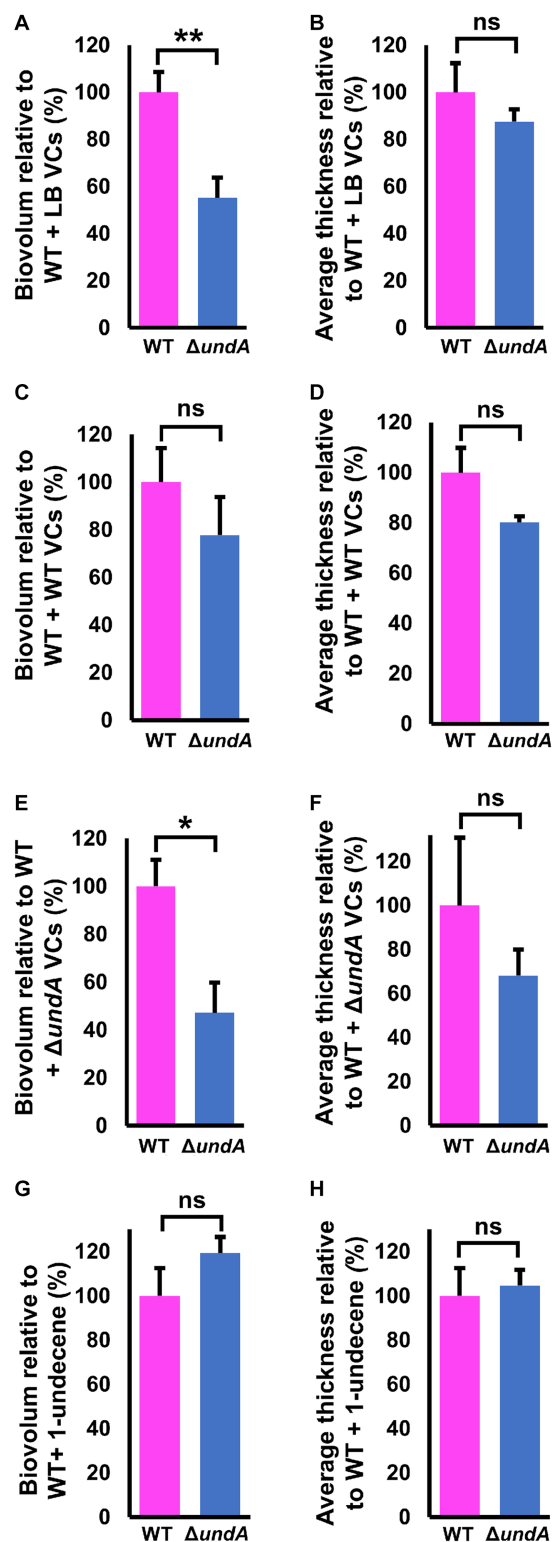 A
Biovolum relative to
WT + LB VCs (%)
120
100
80
60
40
20
0
**
WT ΔundA
B
Average thickness relative
to WT + LB VCs (%)
120
100
80
60
40
20
0
ns
WT ΔundA
C
Biovolum relative to
WT + WT VCs (%)
120
100
80
60
40
20
0
ns
WT ΔundA
D
Average thickness relative
to WT + WT VCs (%)
120
100
80
60
40
20
0
ns
WT ΔundA
E
Biovolum relative to WT
+ ΔundA VCs (%)
120
100
80
60
40
20
0
*
WT ΔundA
F
Average thickness relative
to WT + ΔundA VCs (%)
120
100
80
60
40
20
0
ns
WT ΔundA
G
Biovolum relative to
WT+ 1-undecene (%)
120
100
80
60
40
20
0
ns
WT ΔundA
H
Average thickness relative
to WT + 1-undecene (%)
120
100
80
60
40
20
0
ns
WT ΔundA